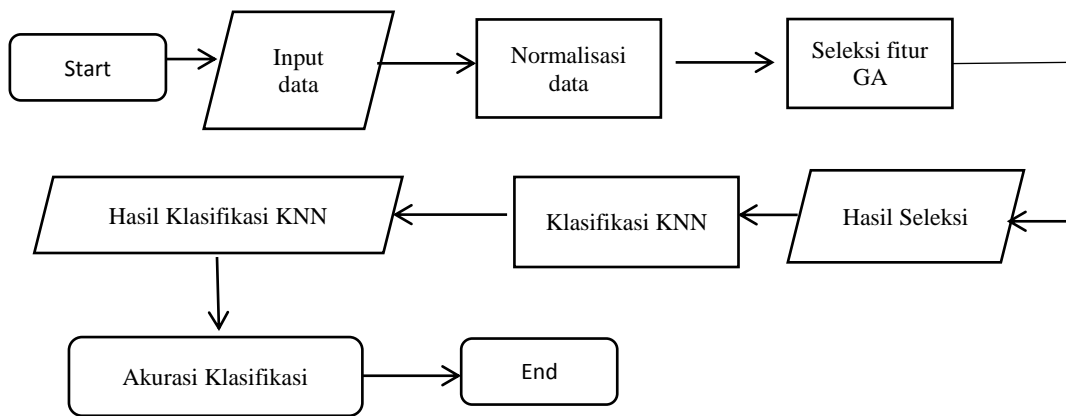 Start
Input
data
Normalisasi
data
Seleksi fitur
GA
Hasil Seleksi
Klasifikasi KNN
Hasil Klasifikasi KNN
Akurasi Klasifikasi
End